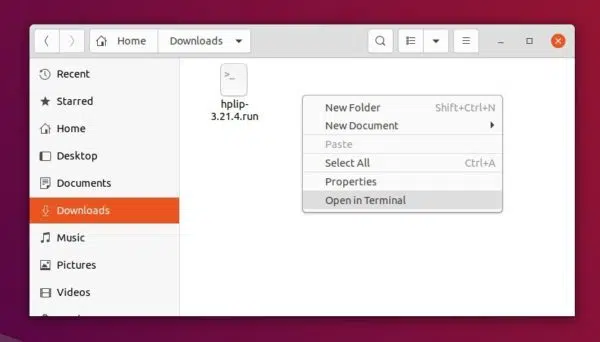 Home
Downloads
Recent
Starred
Home
Desktop
Documents
Downloads
Music
Pictures
Videos
>_
hplip-
3.21.4.run
New Folder Shift+Ctrl+N
New Document
Paste
Select All Ctrl+A
Properties
Open in Terminal